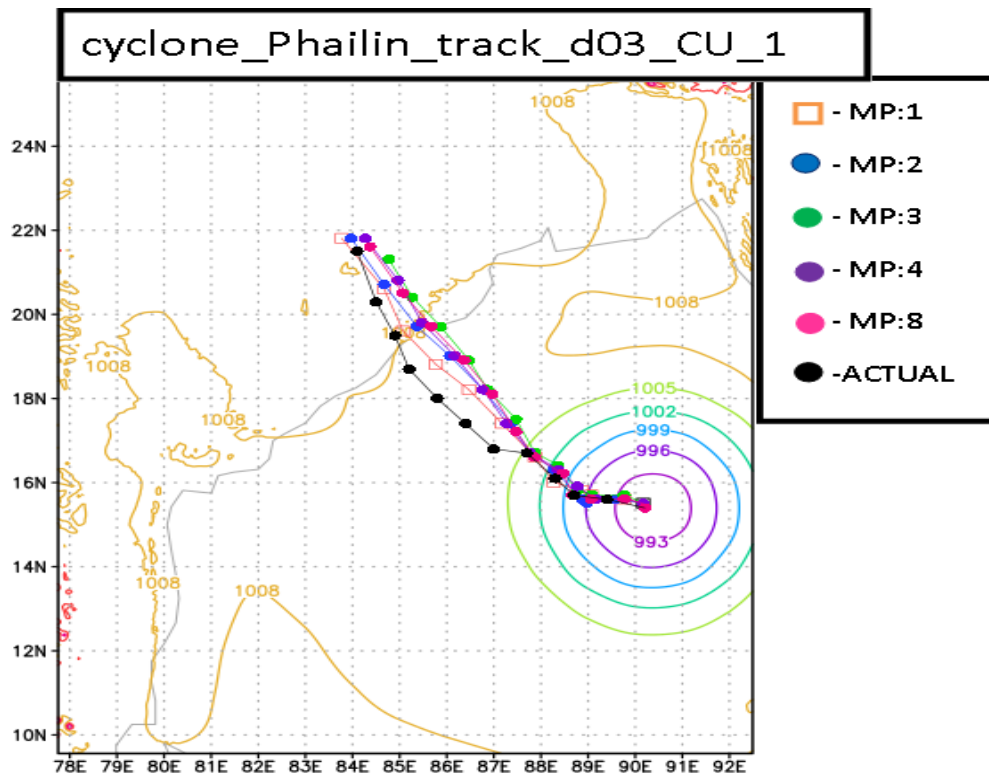 cyclone_Phailin_track_d03_CU_1
- MP:1
- MP:2
- MP:3
- MP:4
- MP:8
-ACTUAL
24N
22N
20N
18N
16N
14N
12N
10N
78E 79E 80E 81E 82E 83E 84E 85E 86E 87E 88E 89E 90E 91E 92E
1008
1008
1008
1008
1008
1008
1008
1008
1005
1002
999
996
993